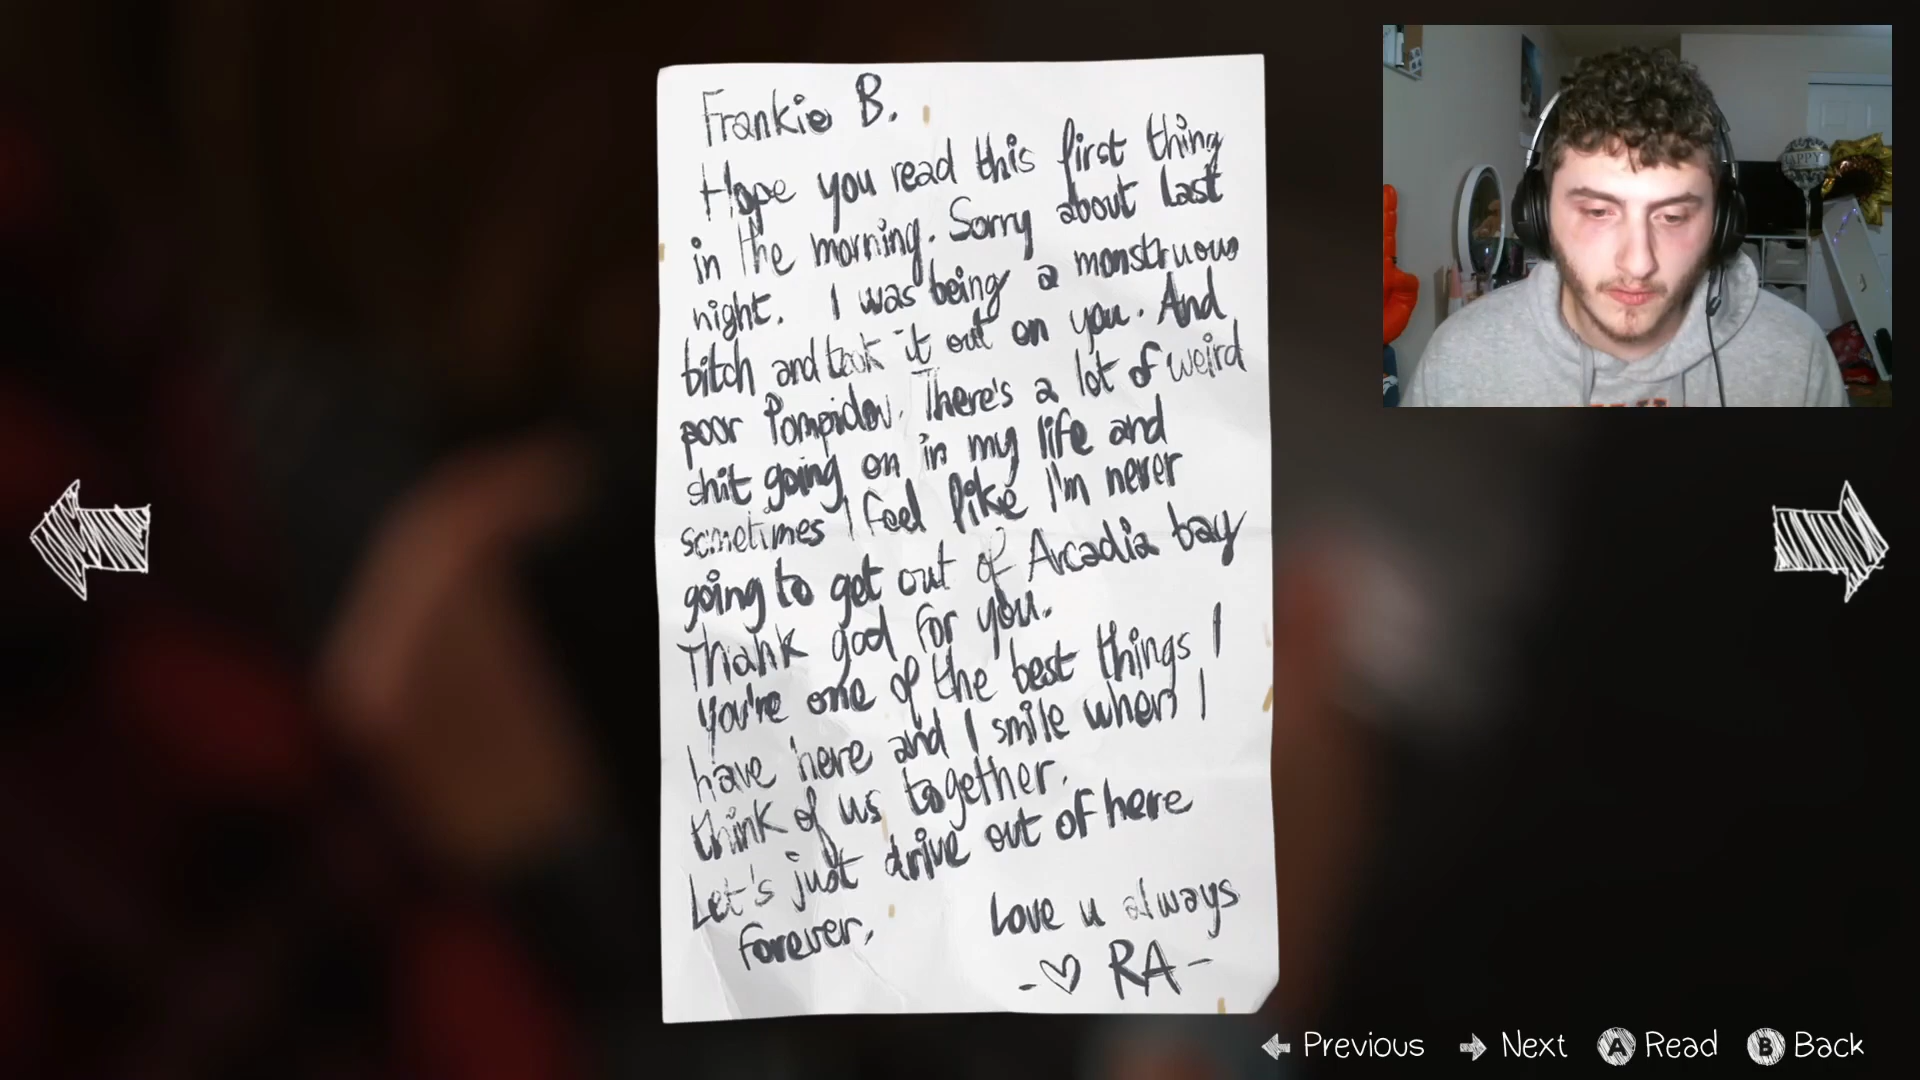 Frankie B.
Hope you read this first thing
in the morning. Sorry about last
night. I was being a monstruous
bitch and took it out on you. And
poor Pompidou. There's a lot of weird
shit going on in my life and
sometimes I feel like I'm never
going to get out of Arcadia bay
Thank god for you.
You're one of the best things I
have here and I smile when I
think of us together.
Let's just drive out of here
forever.
Love u always
-♡ RA-
HAPPY
Previous Next A Read B Back